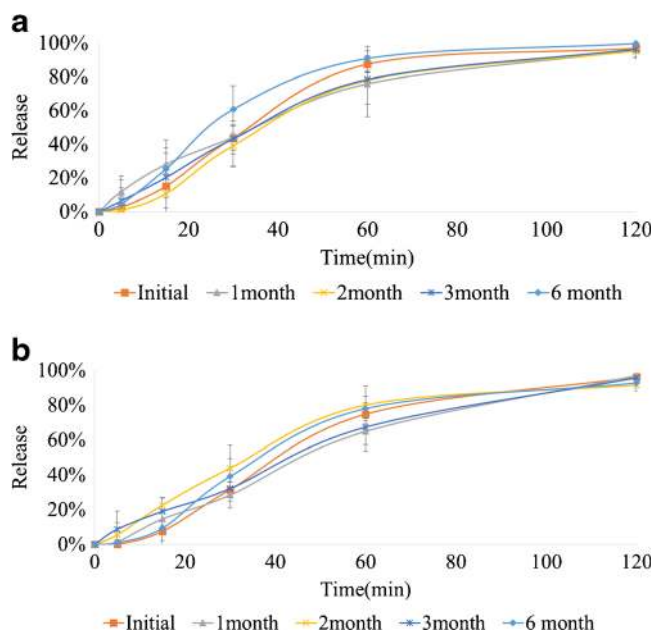 a
100%
80%
60%
40%
20%
0%
Release
0 20 40 60 80 100 120
Time(min)
Initial 1month 2month 3month 6 month
b
100%
80%
60%
40%
20%
0%
Release
0 20 40 60 80 100 120
Time(min)
Initial 1month 2month 3month 6 month